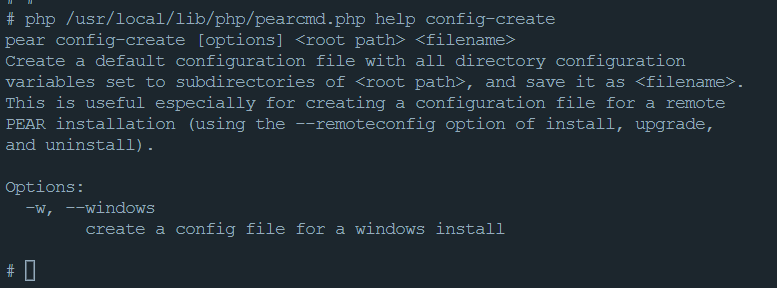 # #
# php /usr/local/lib/php/pearcmd.php help config-create
pear config-create [options] <root path> <filename>
Create a default configuration file with all directory configuration
variables set to subdirectories of <root path>, and save it as <filename>.
This is useful especially for creating a configuration file for a remote
PEAR installation (using the --remoteconfig option of install, upgrade,
and uninstall).
Options:
-w, --windows
create a config file for a windows install
#